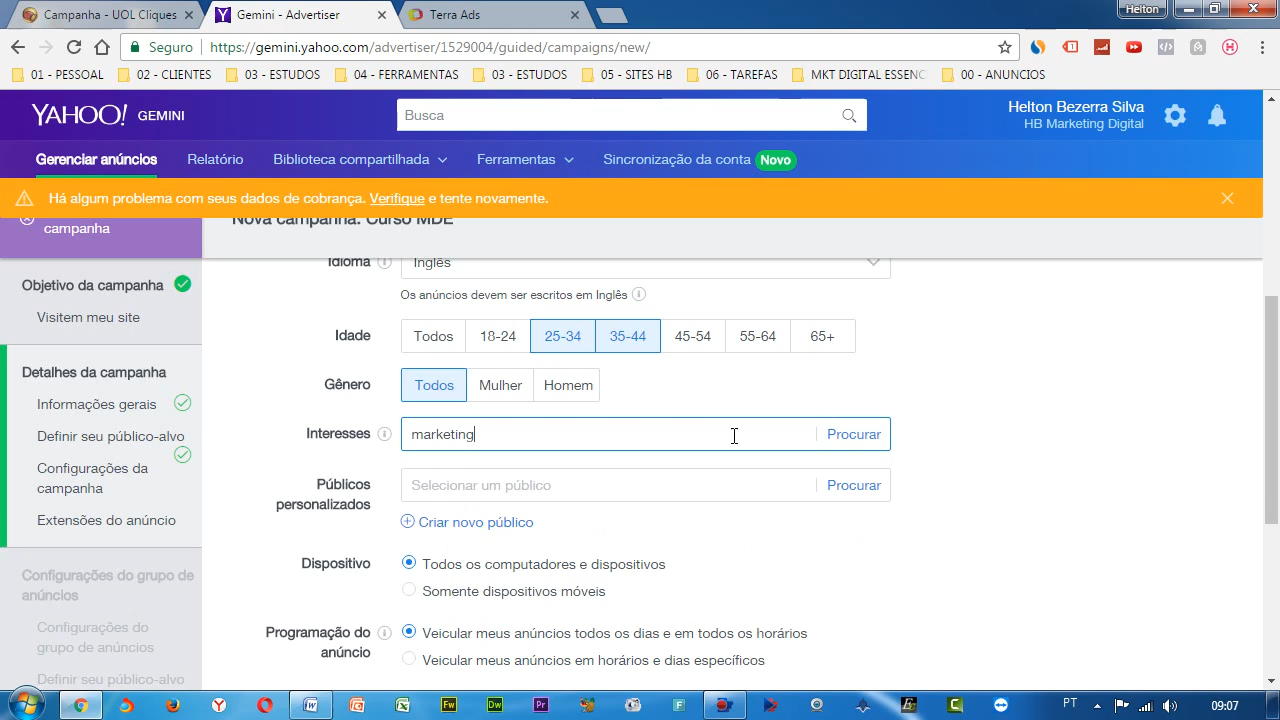 Campanha - UOL Cliques
Gemini - Advertiser
Terra Ads
Helton
Seguro
https://gemini.yahoo.com/advertiser/1529004/guided/campaigns/new/
01 - PESSOAL
02 - CLIENTES
03 - ESTUDOS
04 - FERRAMENTAS
03 - ESTUDOS
05 - SITES HB
06 - TAREFAS
MKT DIGITAL ESSENC
00 - ANUNCIOS
YAHOO! GEMINI
Busca
Helton Bezerra Silva
HB Marketing Digital
Gerenciar anúncios
Relatório
Biblioteca compartilhada
Ferramentas
Sincronização da conta Novo
Há algum problema com seus dados de cobrança. Verifique e tente novamente.
campanha
Nova campanha: Curso MDE
Objetivo da campanha
Visitem meu site
Detalhes da campanha
Informações gerais
Definir seu público-alvo
Configurações da
campanha
Extensões do anúncio
Configurações do grupo de
anúncios
Configurações do
grupo de anúncios
Definir seu público-alvo
Idioma
Inglês
Os anúncios devem ser escritos em Inglês
Idade
Todos
18-24
25-34
35-44
45-54
55-64
65+
Gênero
Todos
Mulher
Homem
Interesses
marketing
Procurar
Públicos
personalizados
Selecionar um público
Procurar
Criar novo público
Dispositivo
Todos os computadores e dispositivos
Somente dispositivos móveis
Programação do
anúncio
Veicular meus anúncios todos os dias e em todos os horários
Veicular meus anúncios em horários e dias específicos
Fw
Dw
Pr
PT
09:07